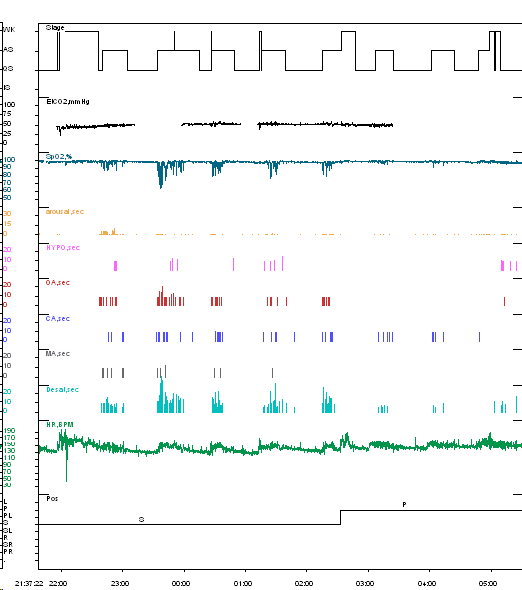 Stage
WK
AS
QS
IS
EtCO2,mmHg
100
75
50
25
0
SpO2,%
100
90
80
70
60
50
arousal,sec
30
15
0
HYPO,sec
20
10
0
OA,sec
20
10
0
CA,sec
20
10
0
MA,sec
20
10
0
Desat,sec
20
10
0
HR,BPM
190
170
150
130
110
90
70
50
30
Pos
L
P
PL
S
SL
R
SR
PR
S
P
21:37:22 22:00 23:00 00:00 01:00 02:00 03:00 04:00 05:00